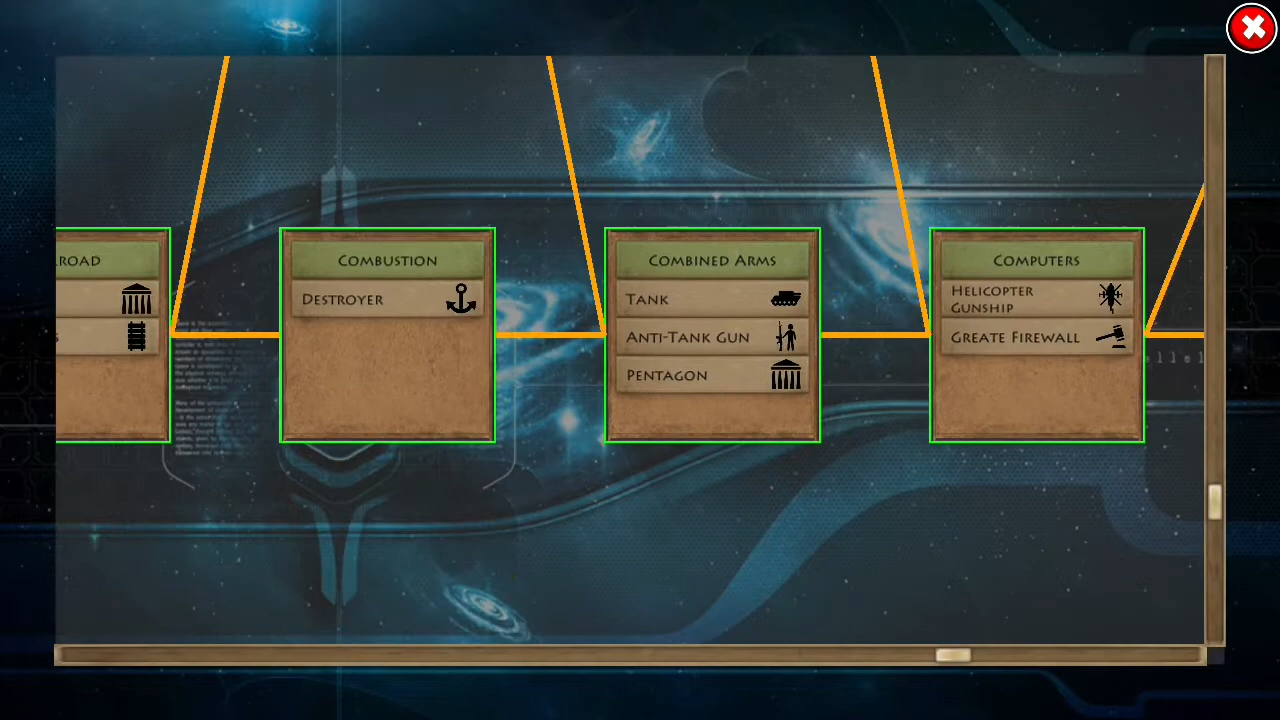 ROAD
COMBUSTION
DESTROYER
COMBINED ARMS
TANK
ANTI-TANK GUN
PENTAGON
COMPUTERS
HELICOPTER
GUNSHIP
GREATE FIREWALL